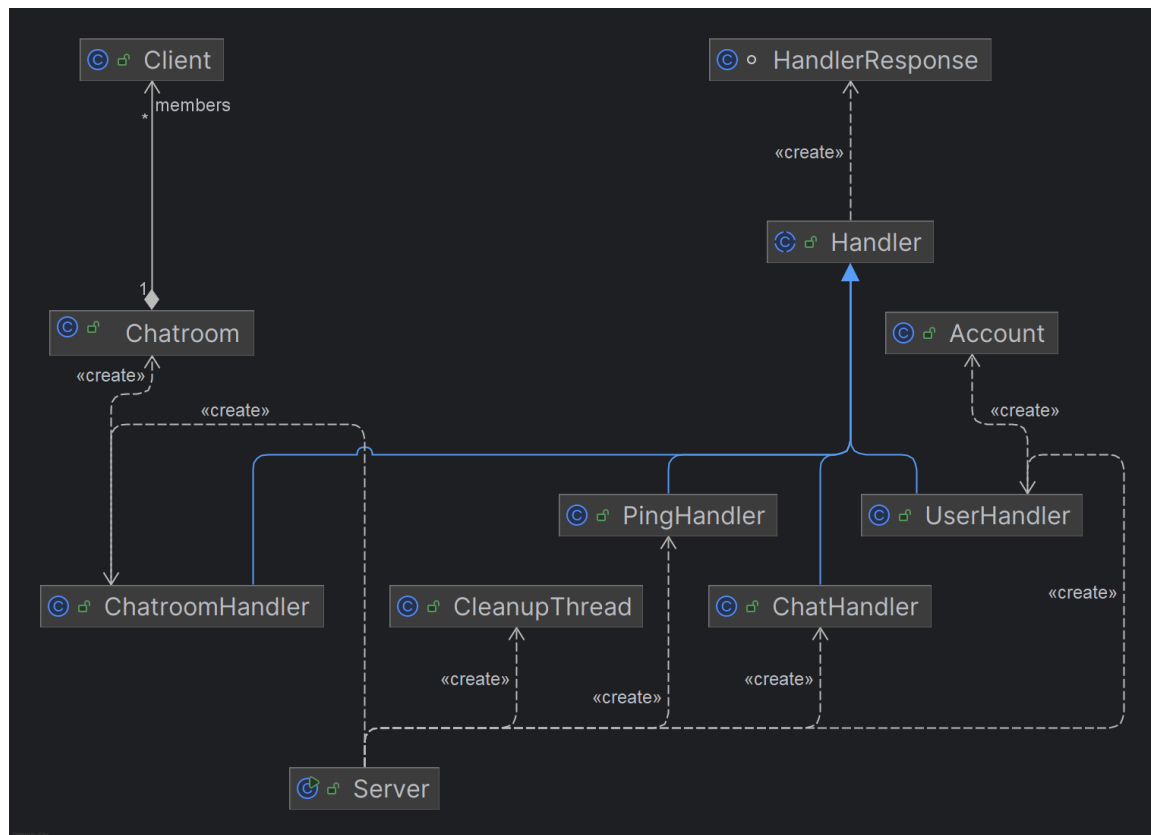 Client
HandlerResponse
members
*
«create»
Handler
1
Chatroom
Account
«create»
«create»
«create»
PingHandler
UserHandler
«create»
ChatroomHandler
CleanupThread
ChatHandler
«create»
«create»
«create»
Server